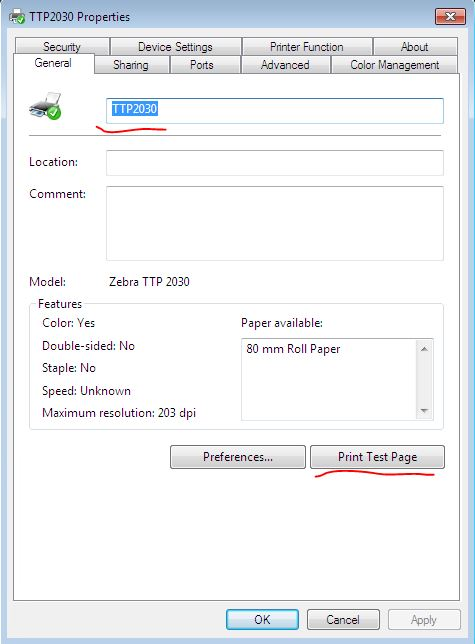 TTP2030 Properties
Security Device Settings Printer Function About
General Sharing Ports Advanced Color Management
TTP2030
Location:
Comment:
Model: Zebra TTP 2030
Features
Color: Yes Paper available:
Double-sided: No 80 mm Roll Paper
Staple: No
Speed: Unknown
Maximum resolution: 203 dpi
Preferences... Print Test Page
OK Cancel Apply